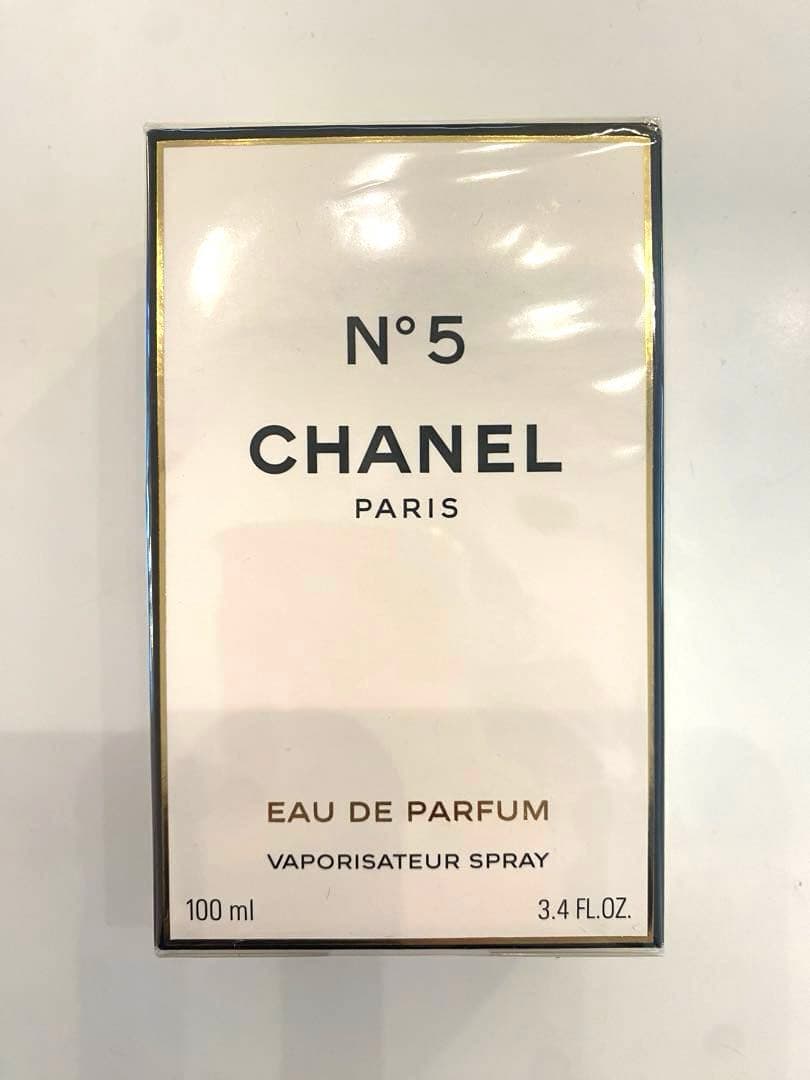 N°5
CHANEL
PARIS
EAU DE PARFUM
VAPORISATEUR SPRAY
100 ml 3.4 FL.OZ.